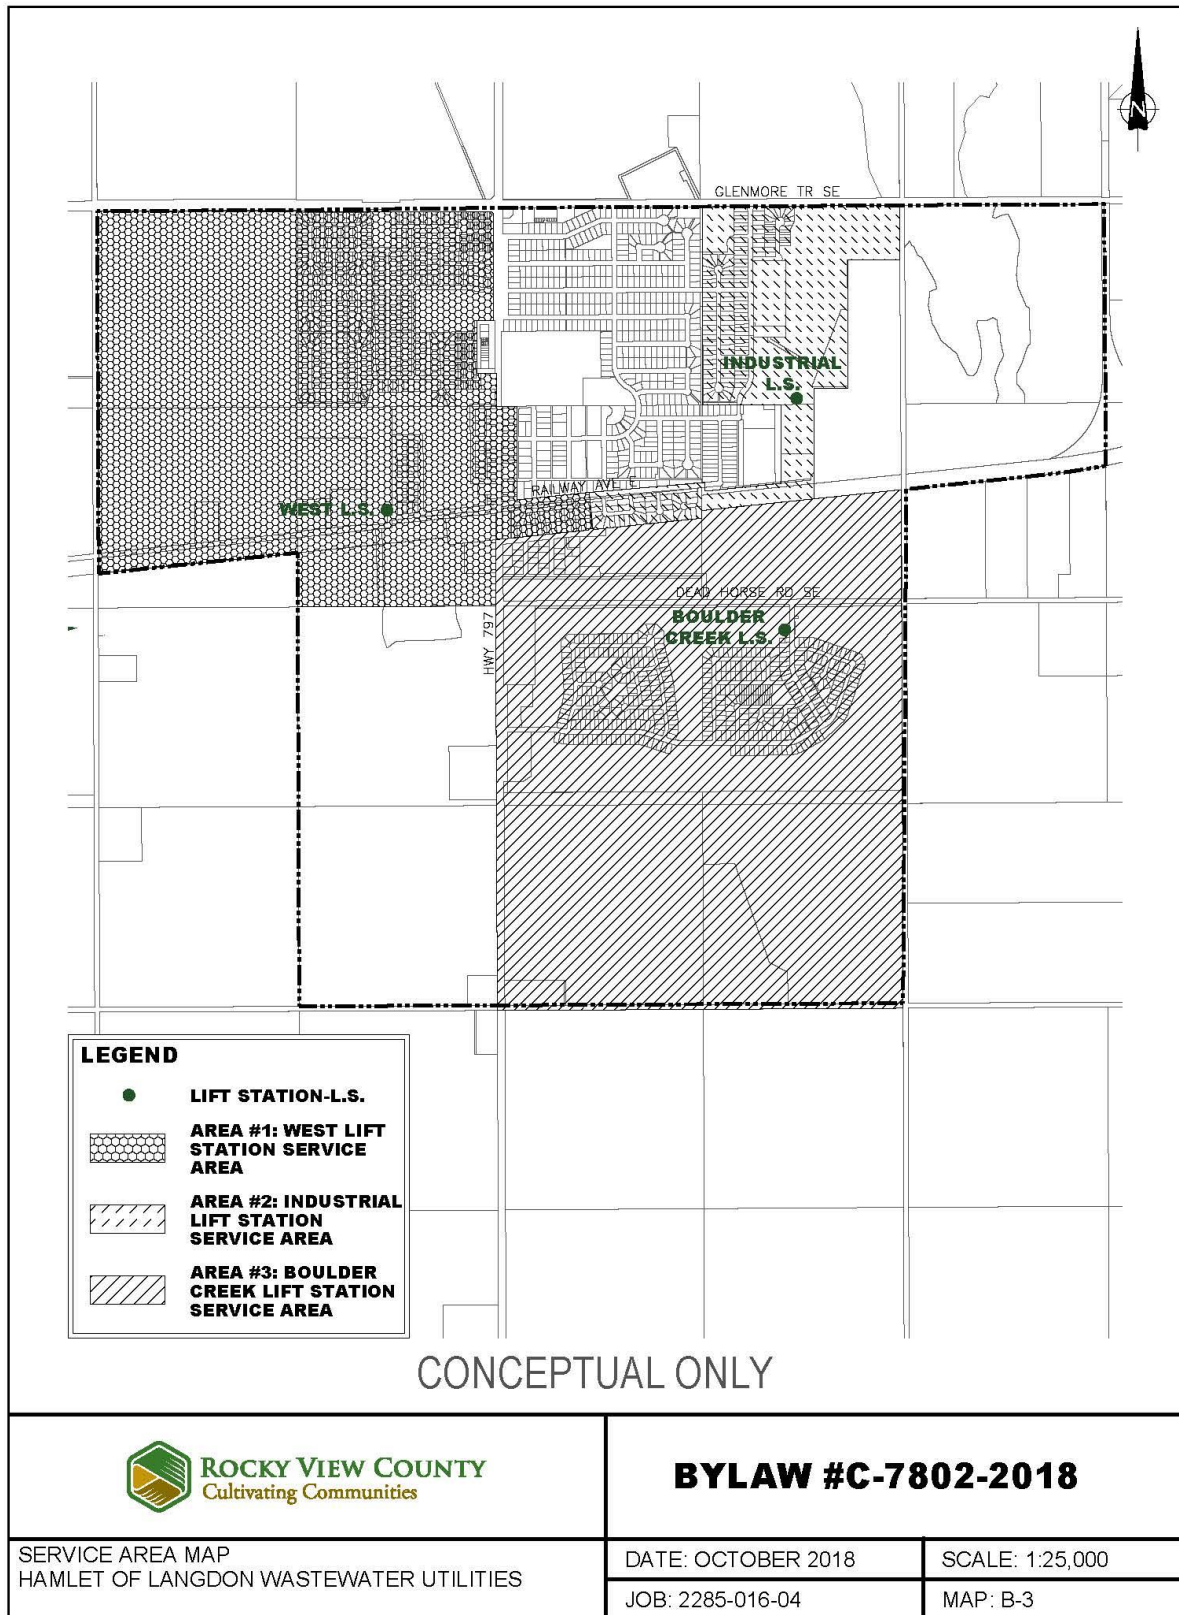 N
GLENMORE TR SE
INDUSTRIAL
L.S.
RAILWAY AVE E
WEST L.S.
DEAD HORSE RD SE
BOULDER
CREEK L.S.
HWY 797
LEGEND
LIFT STATION-L.S.
AREA #1: WEST LIFT
STATION SERVICE
AREA
AREA #2: INDUSTRIAL
LIFT STATION
SERVICE AREA
AREA #3: BOULDER
CREEK LIFT STATION
SERVICE AREA
CONCEPTUAL ONLY
ROCKY VIEW COUNTY
Cultivating Communities
BYLAW #C-7802-2018
SERVICE AREA MAP
HAMLET OF LANGDON WASTEWATER UTILITIES
DATE: OCTOBER 2018
SCALE: 1:25,000
JOB: 2285-016-04
MAP: B-3